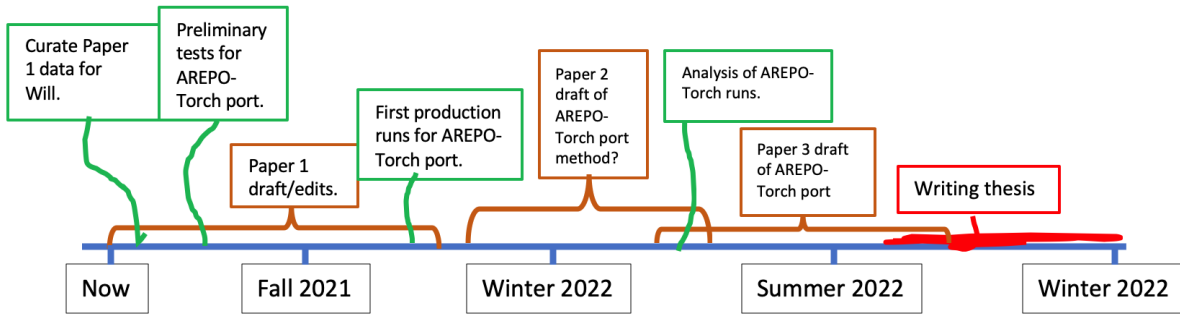 Curate Paper
1 data for
Will.
Preliminary
tests for
AREPO-
Torch port.
Paper 1
draft/edits.
First production
runs for AREPO-
Torch port.
Paper 2
draft of
AREPO-
Torch port
method?
Analysis of AREPO-
Torch runs.
Paper 3 draft
of AREPO-
Torch port
Writing thesis
Now
Fall 2021
Winter 2022
Summer 2022
Winter 2022